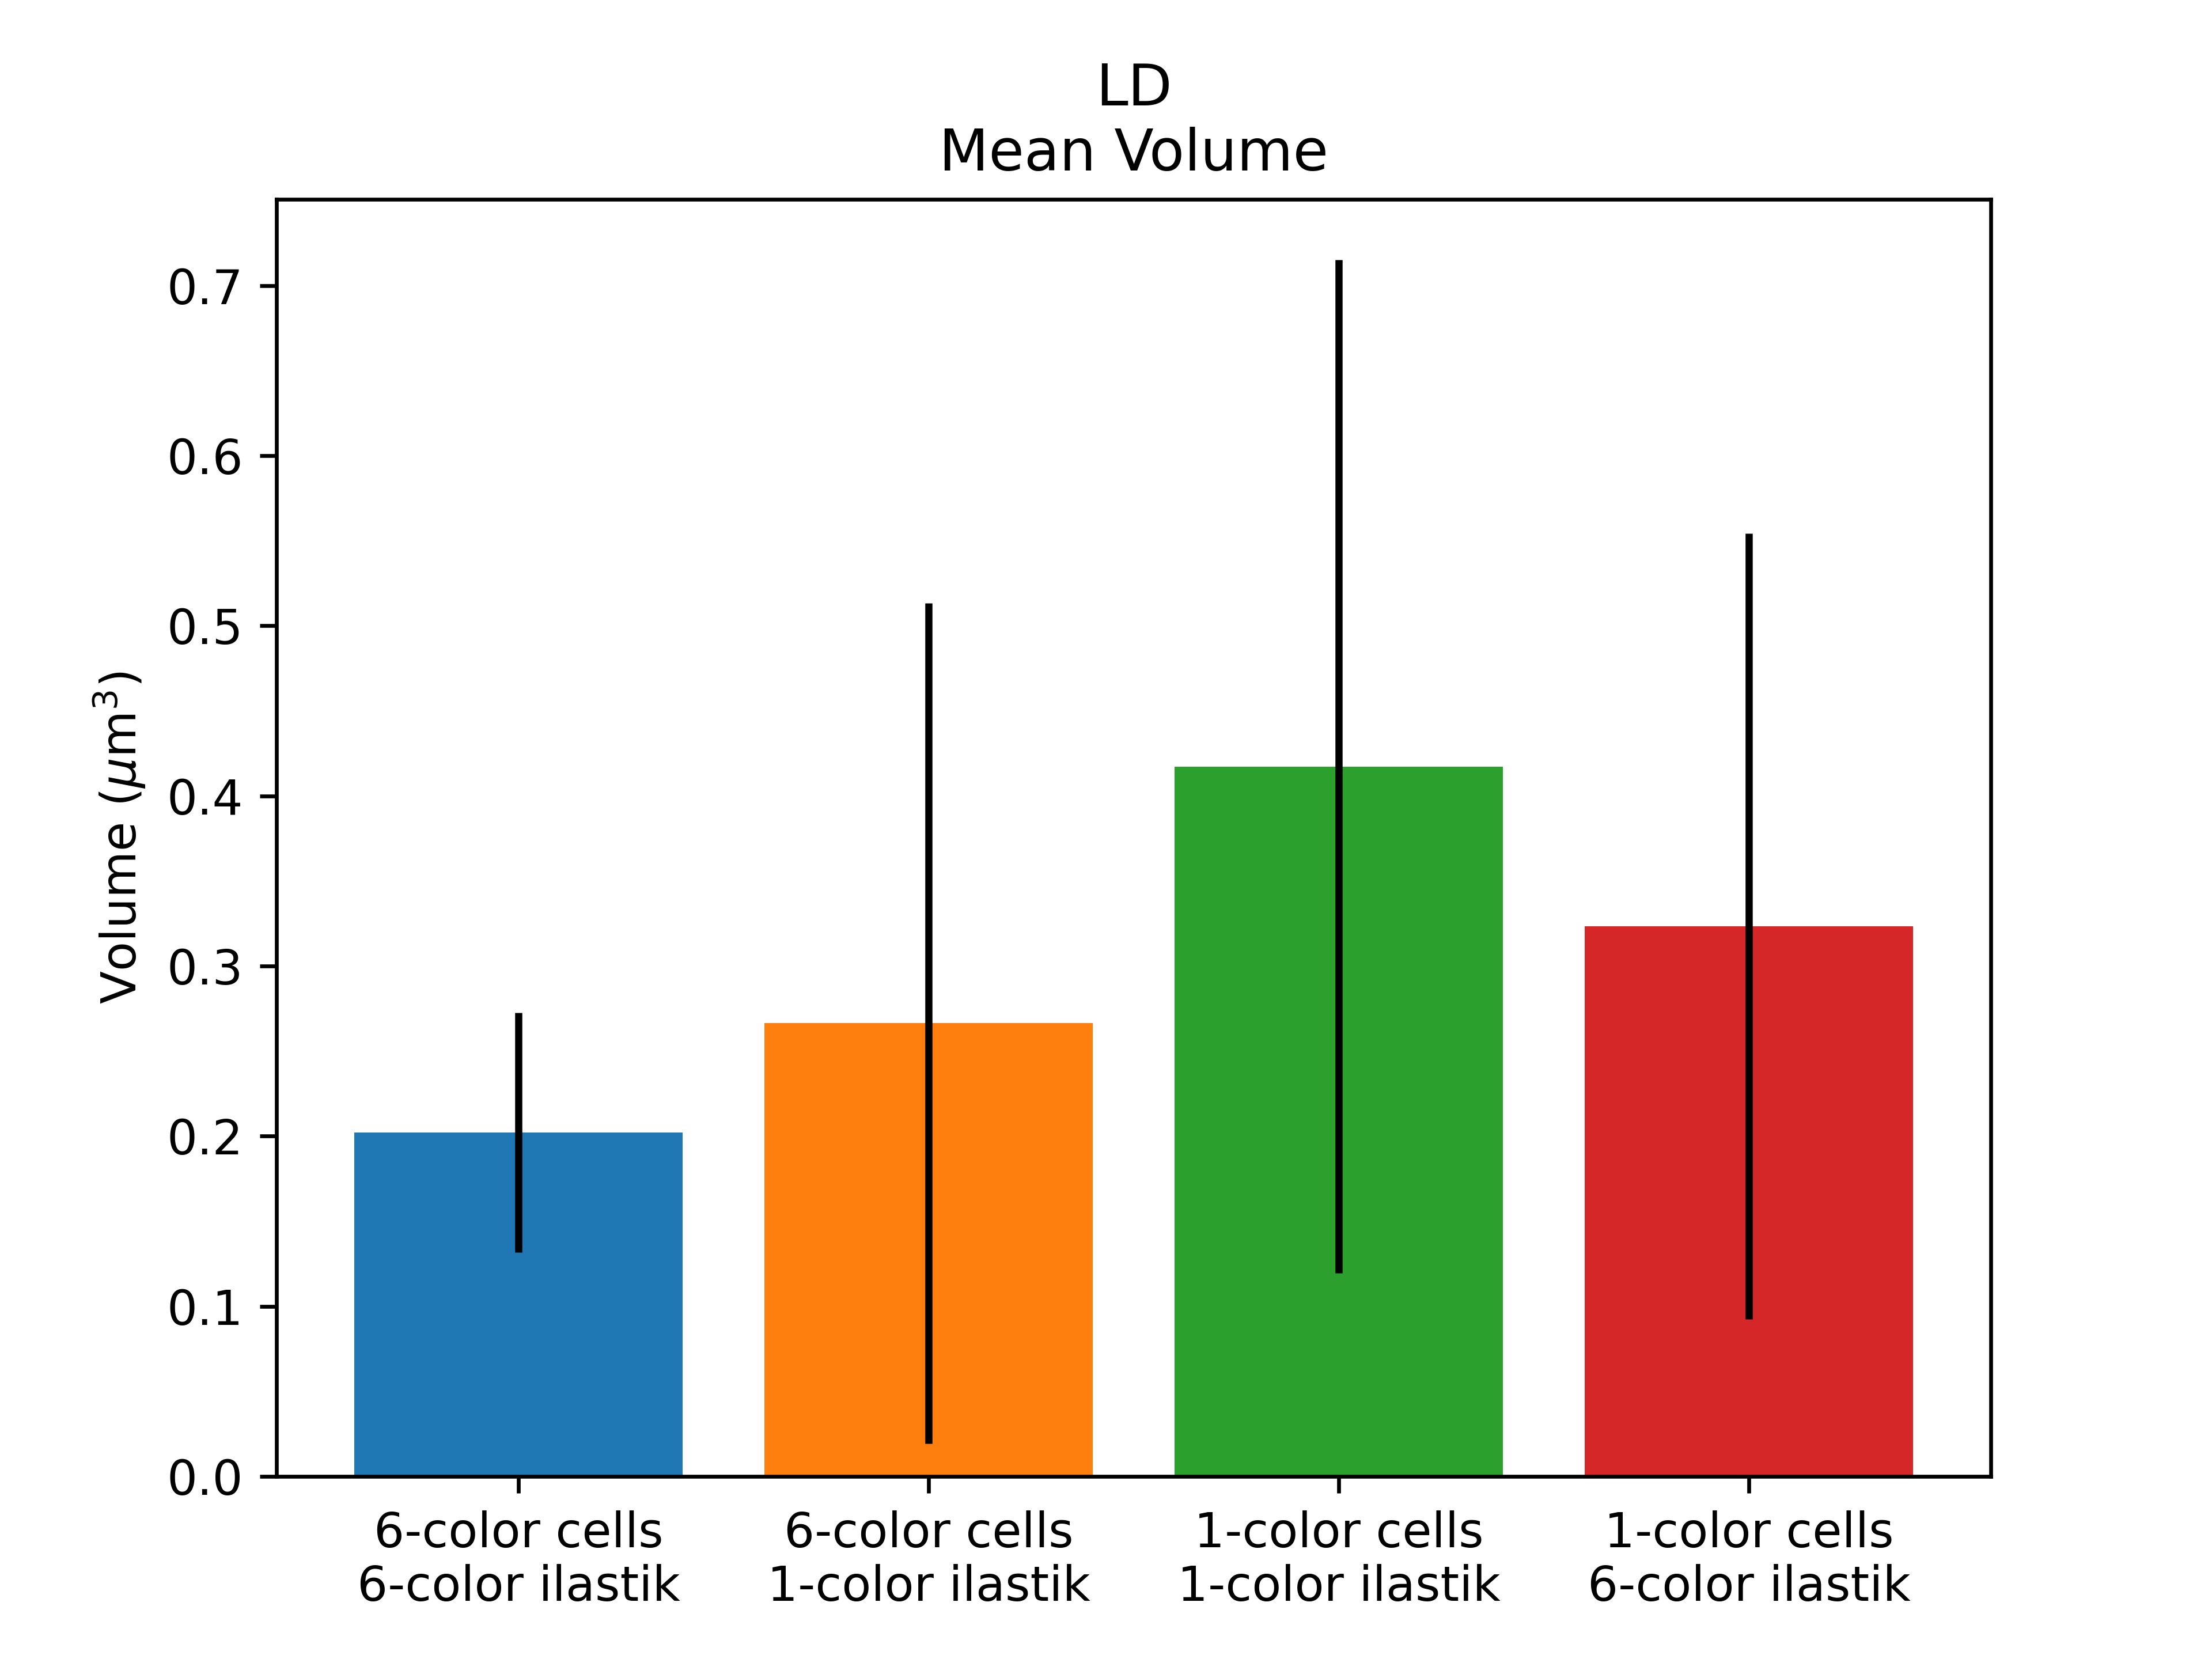 LD
Mean Volume
Volume (μm³)
0.7
0.6
0.5
0.4
0.3
0.2
0.1
0.0
6-color cells
6-color ilastik
6-color cells
1-color ilastik
1-color cells
1-color ilastik
1-color cells
6-color ilastik